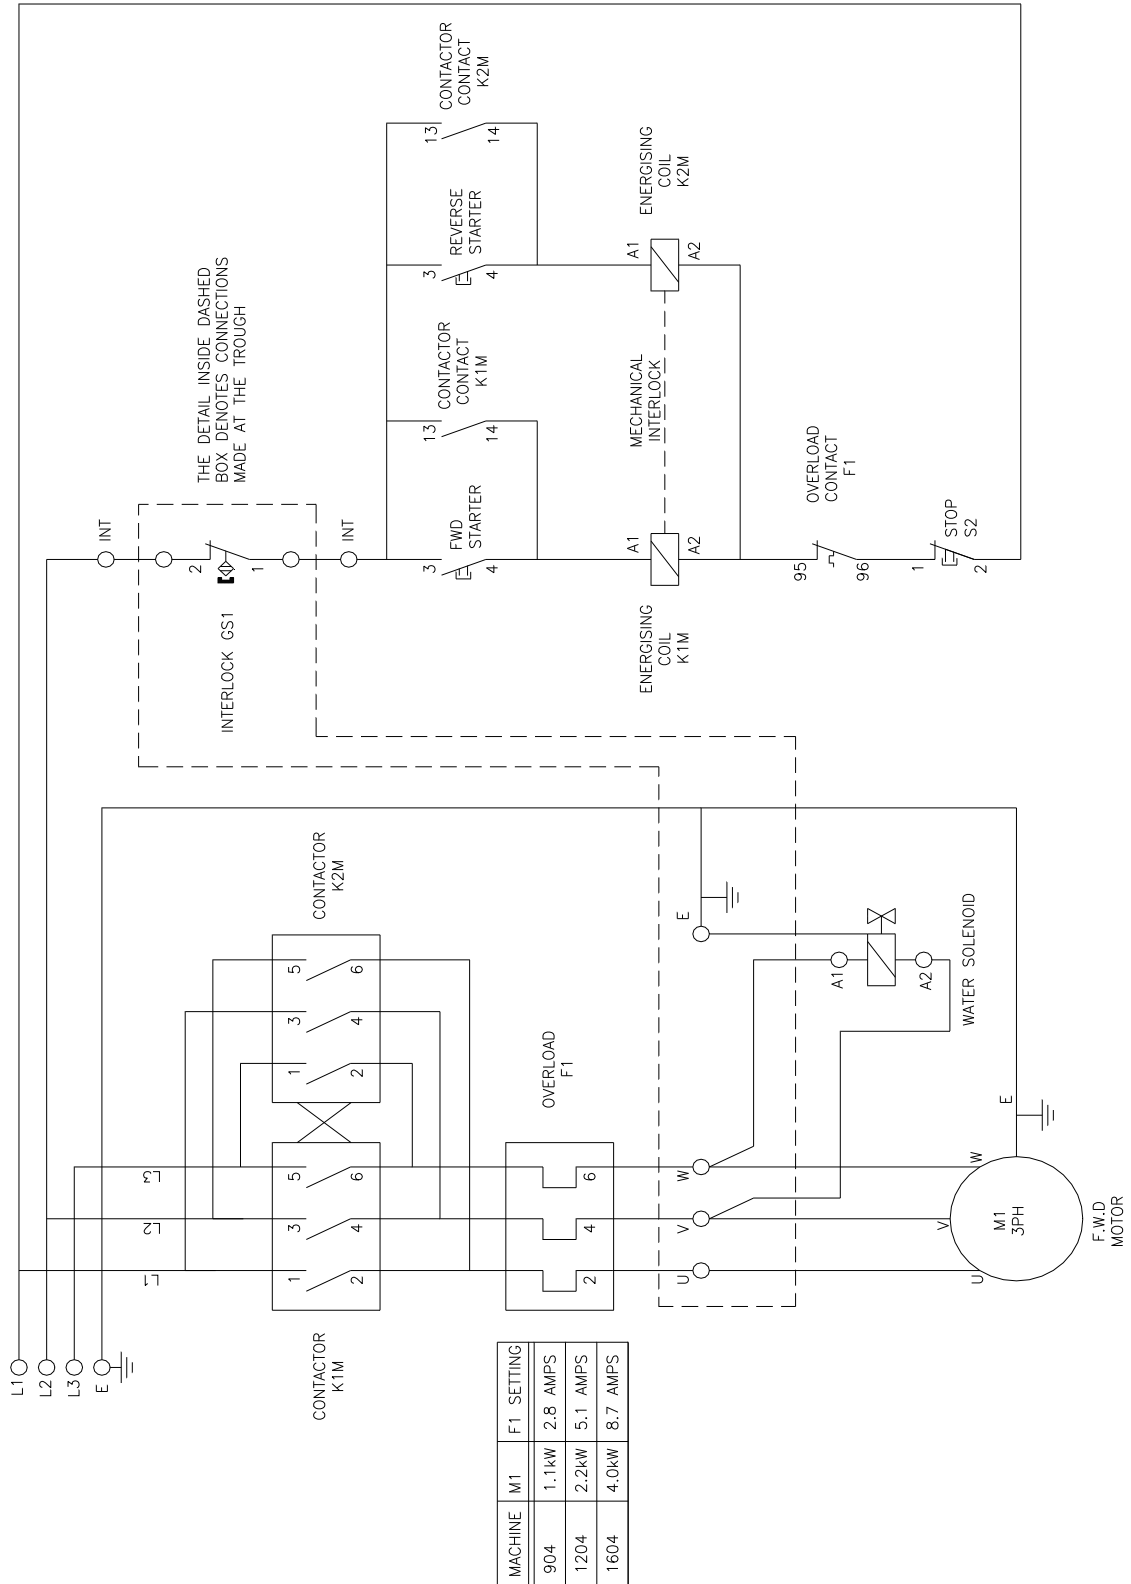 L1
L2
L3
E
L1
L2
L3
CONTACTOR
K1M
1
3
5
2
4
6
CONTACTOR
K2M
1
3
5
2
4
6
OVERLOAD
F1
2
4
6
U
V
W
E
U
V
W
E
M1
3PH
F.W.D
MOTOR
A1
A2
WATER SOLENOID
MACHINE M1 F1 SETTING
904 1.1kW 2.8 AMPS
1204 2.2kW 5.1 AMPS
1604 4.0kW 8.7 AMPS
THE DETAIL INSIDE DASHED
BOX DENOTES CONNECTIONS
MADE AT THE TROUGH
INT
2
1
INTERLOCK GS1
INT
3
4
FWD
STARTER
13
14
CONTACTOR
CONTACT
K1M
3
4
REVERSE
STARTER
13
14
CONTACTOR
CONTACT
K2M
ENERGISING
COIL
K1M
A1
A2
MECHANICAL
INTERLOCK
A1
A2
ENERGISING
COIL
K2M
95
96
OVERLOAD
CONTACT
F1
1
2
STOP
S2